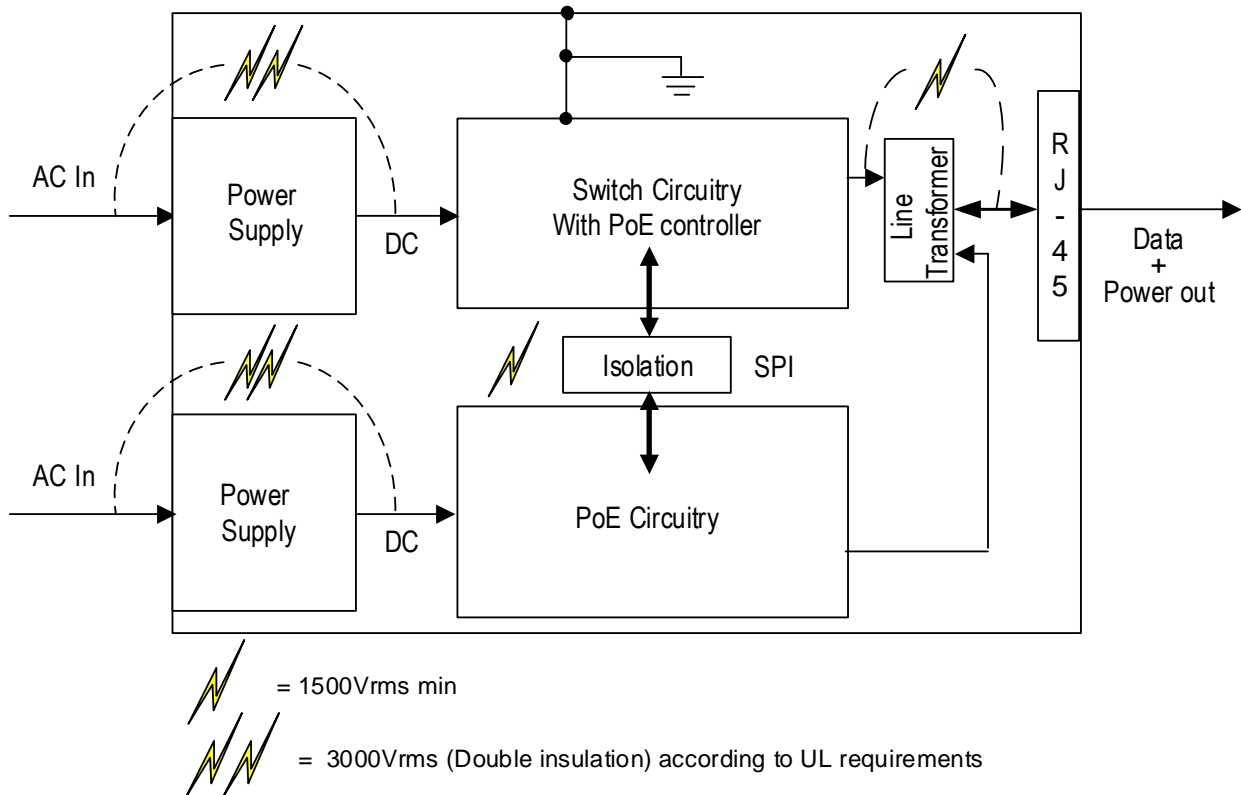 AC In
Power
Supply
DC
Switch Circuitry
With PoE controller
Line
Transformer
R
J
-
4
5
Data
+
Power out
Isolation
SPI
AC In
Power
Supply
DC
PoE Circuitry
= 1500Vrms min
= 3000Vrms (Double insulation) according to UL requirements